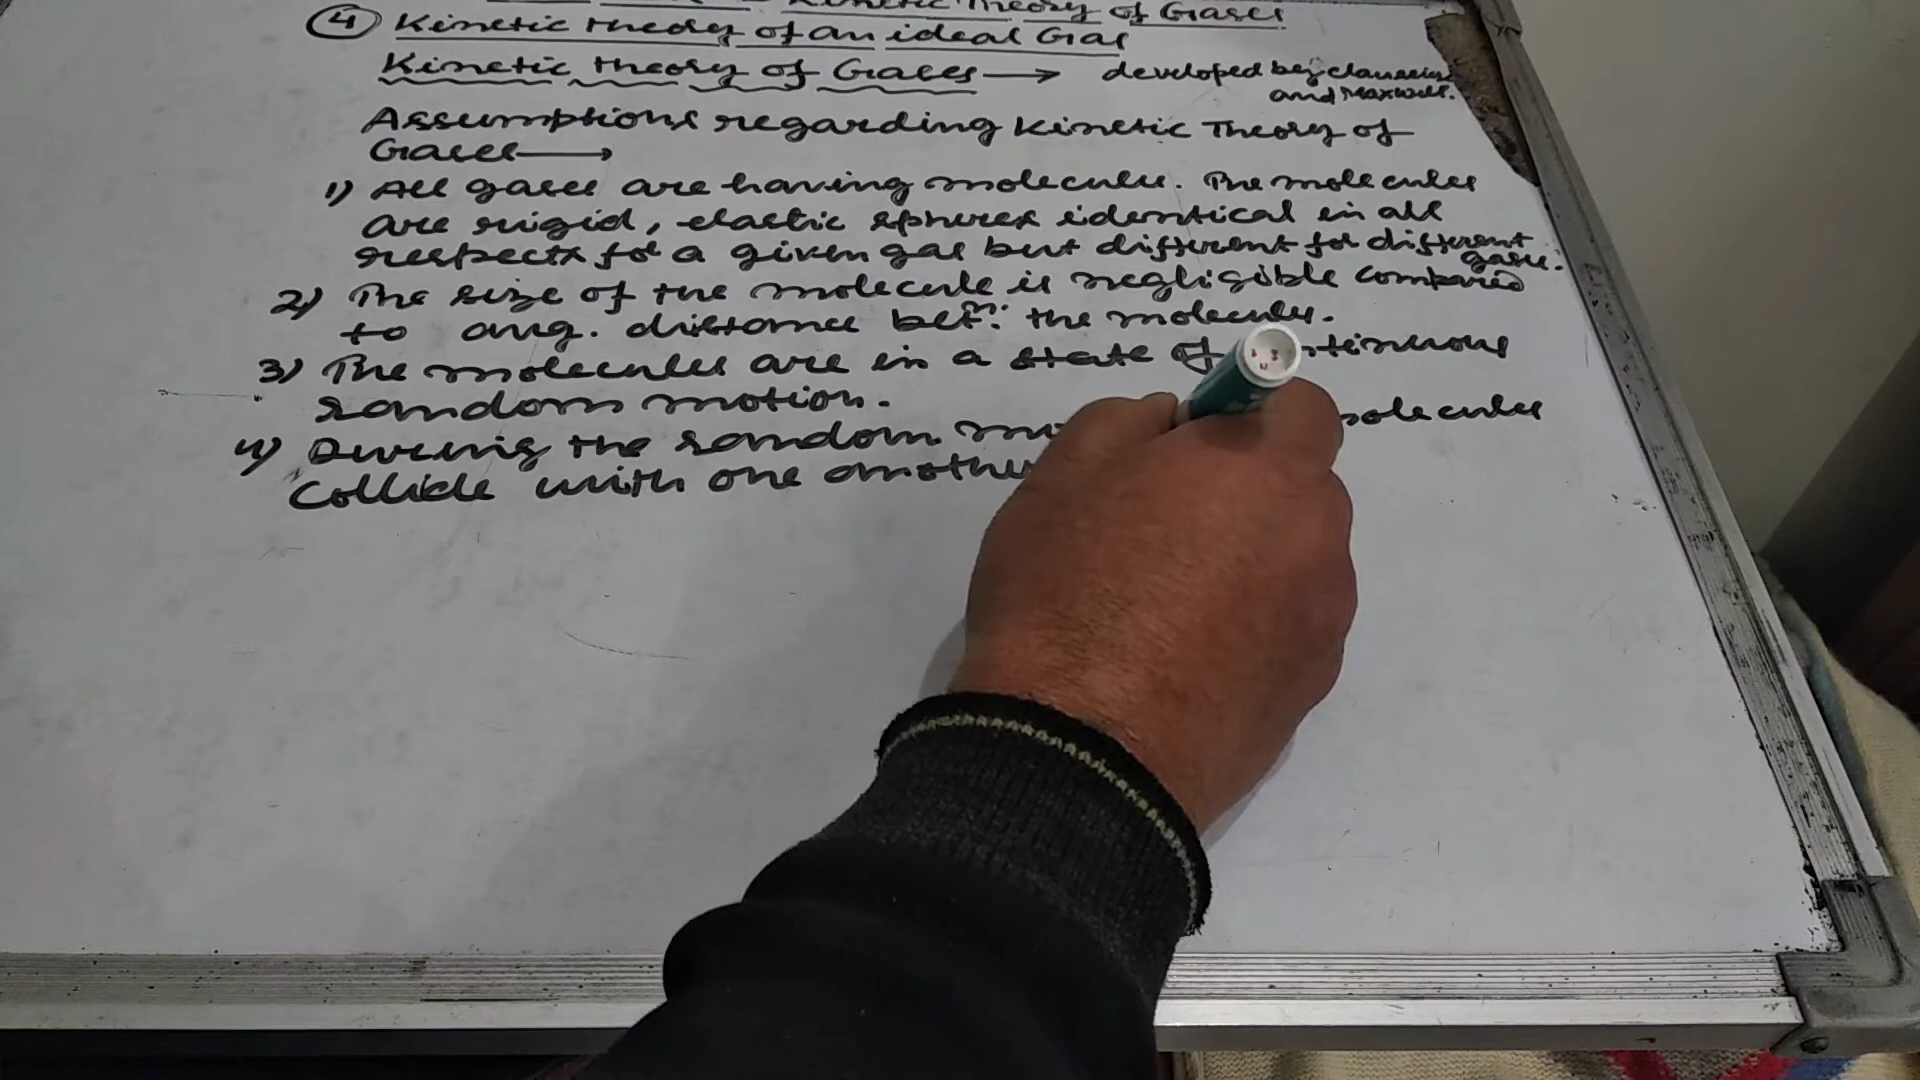 Kinetic Theory of Gases
④ Kinetic theory of an ideal Gas
Kinetic theory of Gases → developed by Clausius
and Maxwell.
Assumptions regarding Kinetic Theory of
Gases →
1) All gases are having molecules. The molecules
are rigid, elastic spheres identical in all
respects for a given gas but different for different
gases.
2) The size of the molecule is negligible compared
to avg. distance betⁿ: the molecules.
3) The molecules are in a state of
random motion.
4) During the random molecules
Collide with one another